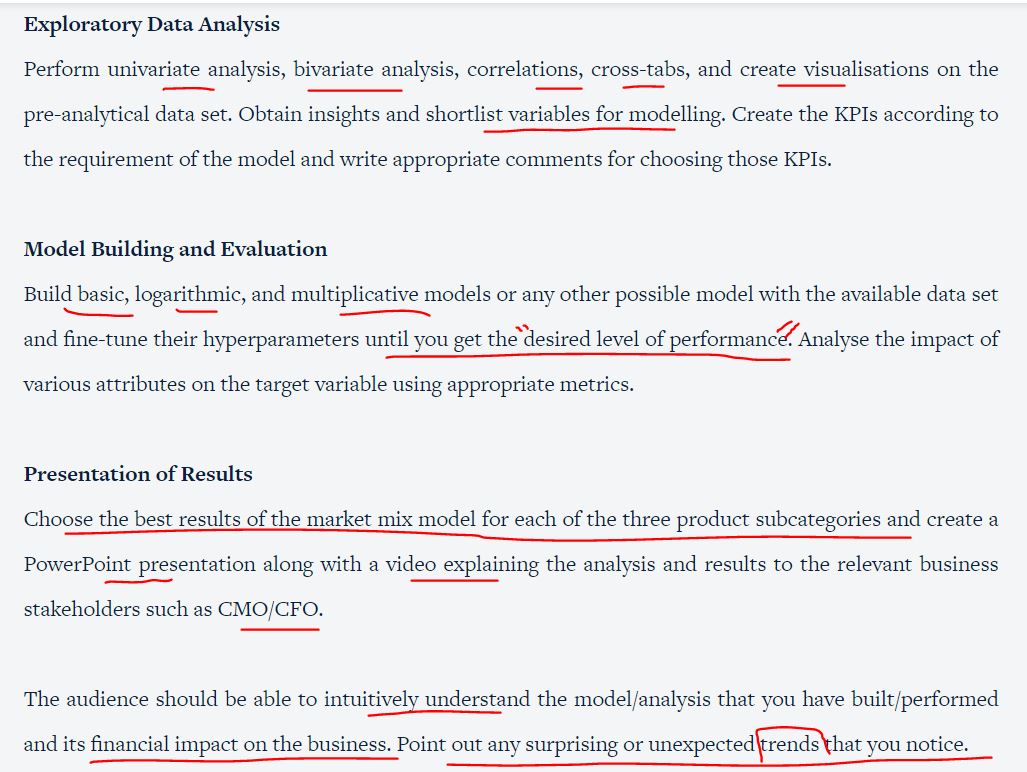 Exploratory Data Analysis
Perform univariate analysis, bivariate analysis, correlations, cross-tabs, and create visualisations on the
pre-analytical data set. Obtain insights and shortlist variables for modelling. Create the KPIs according to
the requirement of the model and write appropriate comments for choosing those KPIs.
Model Building and Evaluation
Build basic, logarithmic, and multiplicative models or any other possible model with the available data set
and fine-tune their hyperparameters until you get the "desired level of performance". Analyse the impact of
various attributes on the target variable using appropriate metrics.
Presentation of Results
Choose the best results of the market mix model for each of the three product subcategories and create a
PowerPoint presentation along with a video explaining the analysis and results to the relevant business
stakeholders such as CMO/CFO.
The audience should be able to intuitively understand the model/analysis that you have built/performed
and its financial impact on the business. Point out any surprising or unexpected trends that you notice.